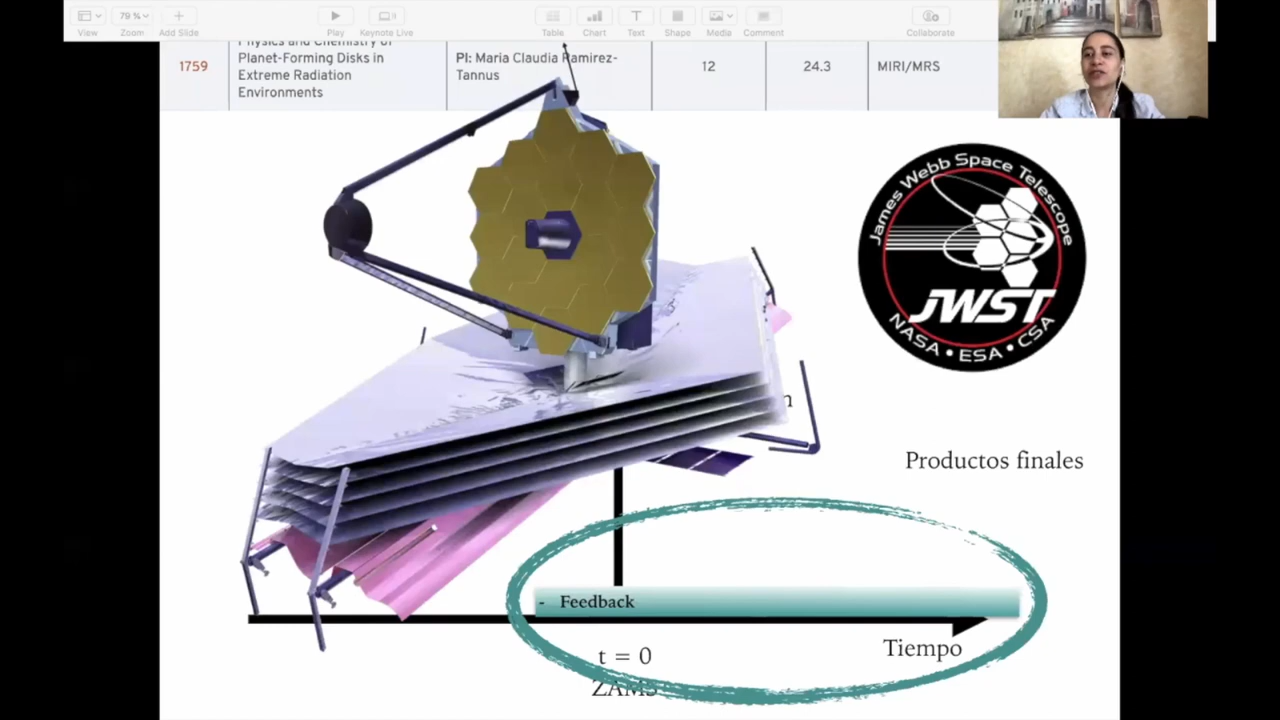 View
79 %
Zoom
Add Slide
Play
Keynote Live
Table
Chart
Text
Shape
Media
Comment
Collaborate
1759
Physics and Chemistry of
Planet-Forming Disks in
Extreme Radiation
Environments
PI: Maria Claudia Ramirez-
Tannus
12
24.3
MIRI/MRS
James Webb Space Telescope
JWST
NASA • ESA • CSA
n
Productos finales
- Feedback
t = 0
Tiempo
ZAMS